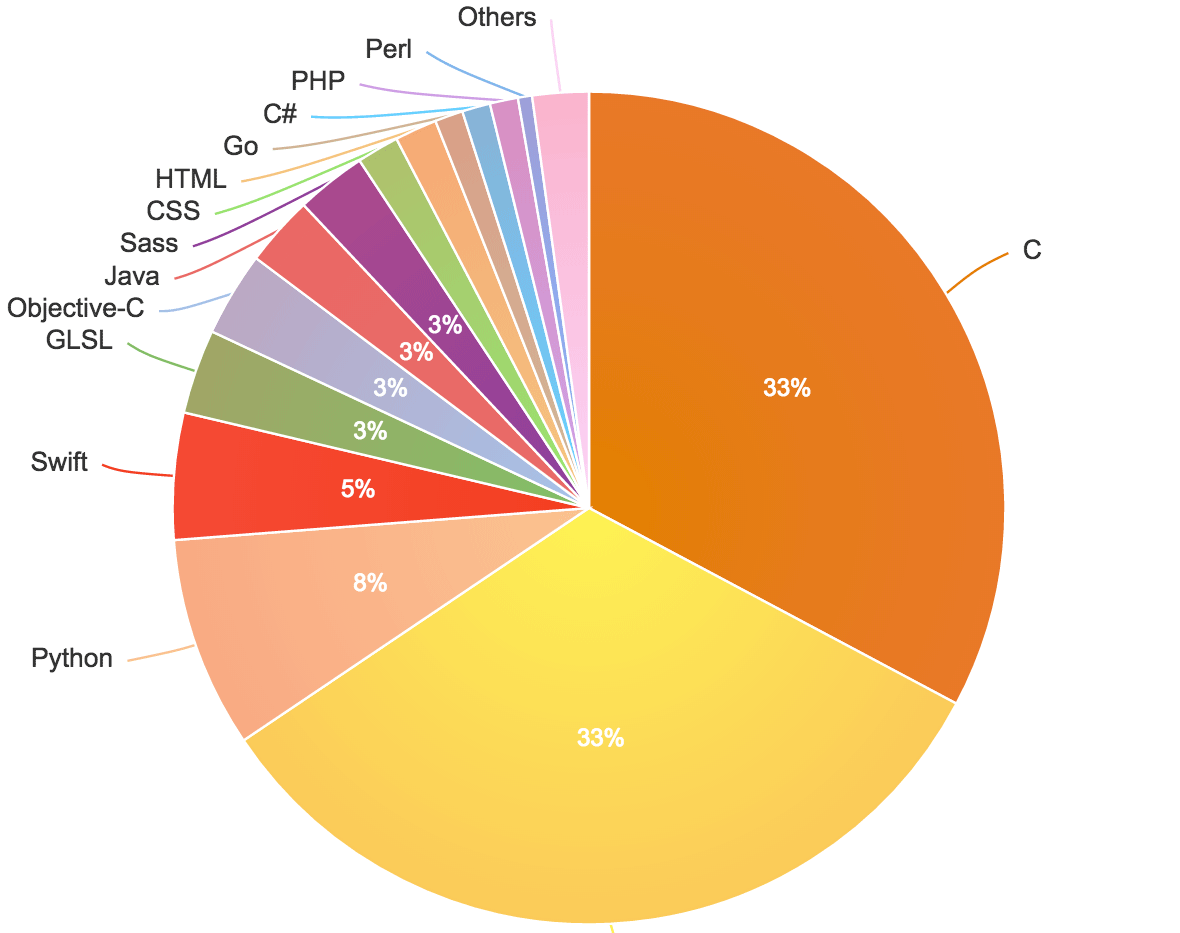 Others
Perl
PHP
C#
Go
HTML
CSS
Sass
Java
Objective-C
GLSL
Swift
Python
C
33%
3%
3%
3%
3%
5%
8%
33%